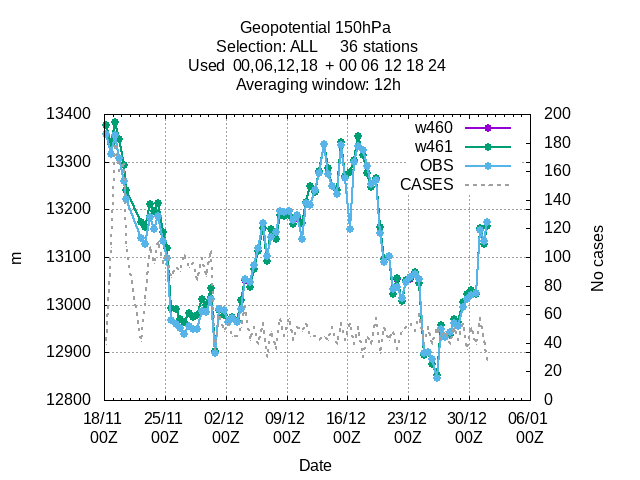 Geopotential 150hPa
Selection: ALL 36 stations
Used 00,06,12,18 + 00 06 12 18 24
Averaging window: 12h
13400
13300
13200
13100
13000
12900
12800
m
200
180
160
140
120
100
80
60
40
20
0
No cases
w460
w461
OBS
CASES
18/11 25/11 02/12 09/12 16/12 23/12 30/12 06/01
00Z 00Z 00Z 00Z 00Z 00Z 00Z 00Z
Date